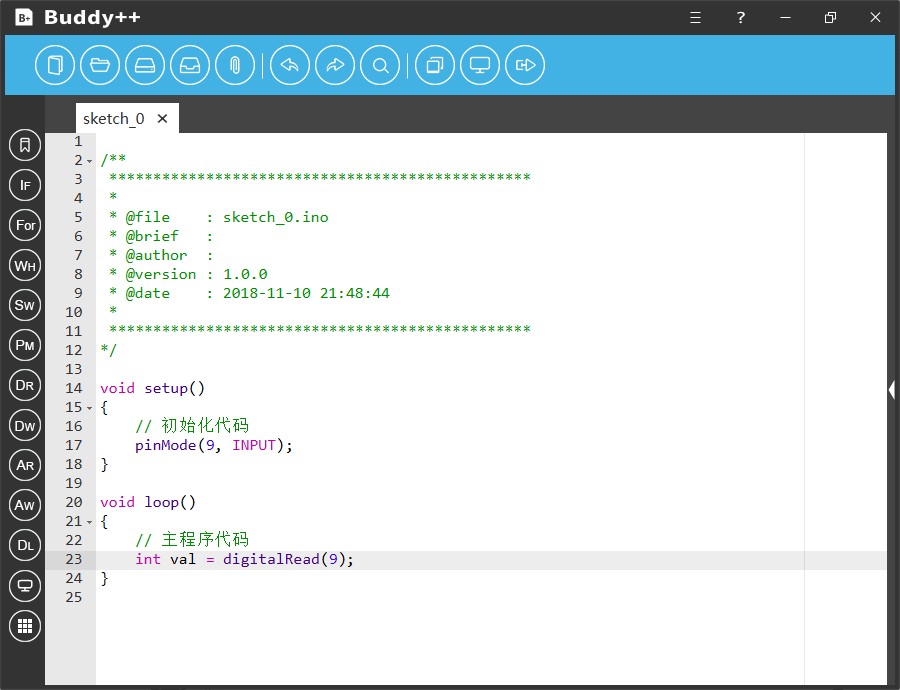 B+ Buddy++ ?
sketch_0
1
2 /**
3 ************************************************
4 *
5 * @file    : sketch_0.ino
6 * @brief   :
7 * @author  :
8 * @version : 1.0.0
9 * @date    : 2018-11-10 21:48:44
10 *
11 ************************************************
12 */
13
14 void setup()
15 {
16 // 初始化代码
17 pinMode(9, INPUT);
18 }
19
20 void loop()
21 {
22 // 主程序代码
23 int val = digitalRead(9);
24 }
25
IF
For
WH
SW
PM
DR
DW
AR
AW
DL